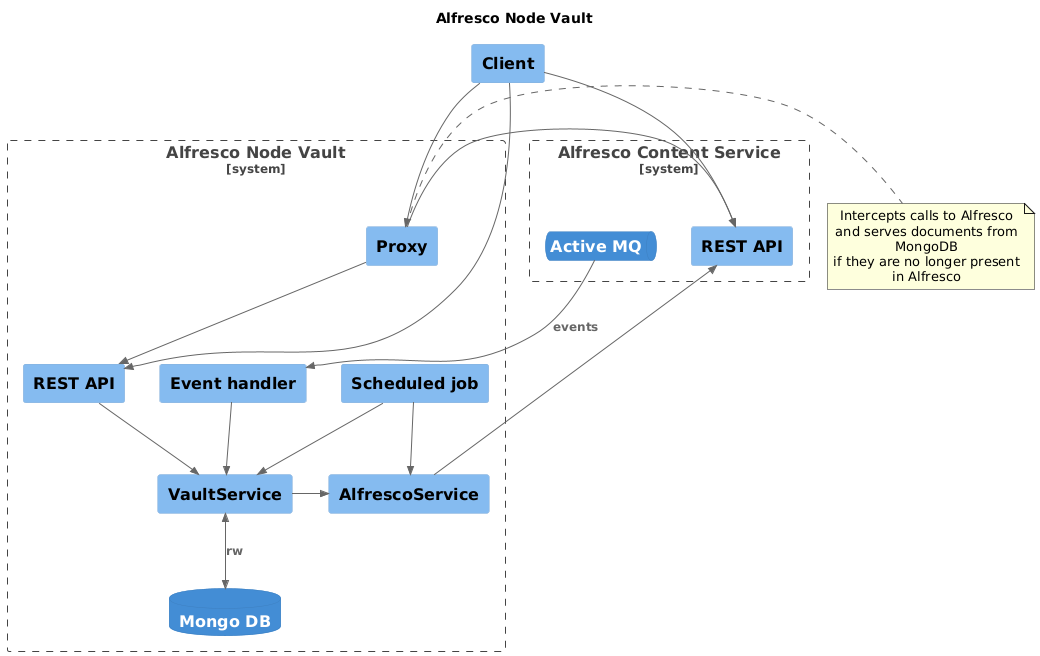 Alfresco Node Vault
Client
Alfresco Node Vault
[system]
Alfresco Content Service
[system]
Intercepts calls to Alfresco
and serves documents from
MongoDB
if they are no longer present
in Alfresco
Proxy
Active MQ
REST API
events
REST API
Event handler
Scheduled job
VaultService
AlfrescoService
rw
Mongo DB